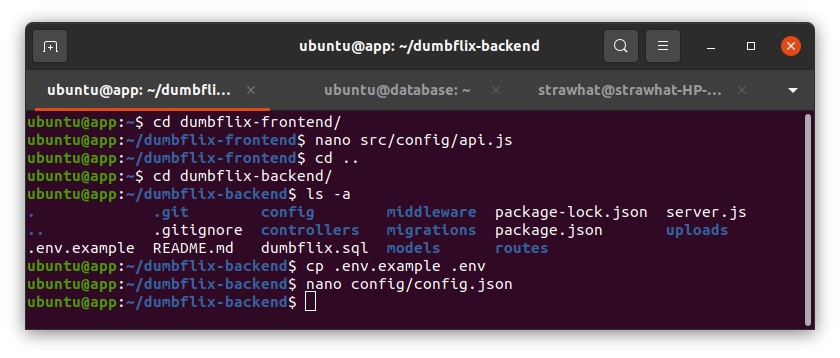 ubuntu@app: ~/dumbflix-backend
ubuntu@app: ~/dumbfli... × ubuntu@database: ~ × strawhat@strawhat-HP-... ×
ubuntu@app:~$ cd dumbflix-frontend/
ubuntu@app:~/dumbflix-frontend$ nano src/config/api.js
ubuntu@app:~/dumbflix-frontend$ cd ..
ubuntu@app:~$ cd dumbflix-backend/
ubuntu@app:~/dumbflix-backend$ ls -a
. .git config middleware package-lock.json server.js
.. .gitignore controllers migrations package.json uploads
.env.example README.md dumbflix.sql models routes
ubuntu@app:~/dumbflix-backend$ cp .env.example .env
ubuntu@app:~/dumbflix-backend$ nano config/config.json
ubuntu@app:~/dumbflix-backend$